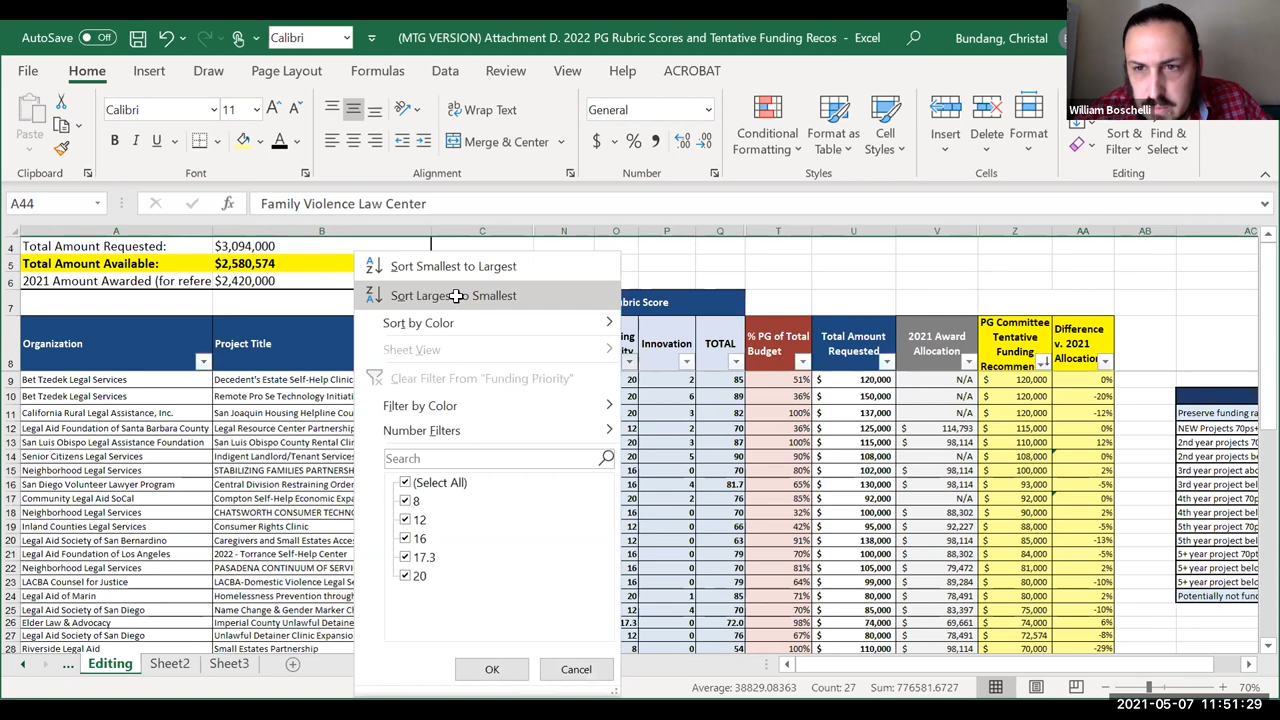 AutoSave Off Calibri (MTG VERSION) Attachment D. 2022 PG Rubric Scores and Tentative Funding Recos - Excel Bundang, Christal
William Boschelli
File Home Insert Draw Page Layout Formulas Data Review View Help ACROBAT
Paste Calibri 11 Wrap Text General Conditional Formatting Format as Table Cell Styles Insert Delete Format Sort & Filter Find & Select
B I U Merge & Center $ % 
Clipboard Font Alignment Number Styles Cells Editing
A44 fx Family Violence Law Center
A B C N O P Q T U V Z AA AB AC
4 Total Amount Requested: $3,094,000
5 Total Amount Available: $2,580,574
6 2021 Amount Awarded (for refere $2,420,000
7 ubric Score
8 Organization Project Title Innovation TOTAL % PG of Total Budget Total Amount Requested 2021 Award Allocation PG Committee Tentative Funding Recommen Difference v. 2021 Allocation
9 Bet Tzedek Legal Services Decedent's Estate Self-Help Clinic 20 2 85 51% $ 120,000 N/A $ 120,000 0%
10 Bet Tzedek Legal Services Remote Pro Se Technology Initiati 20 6 89 36% $ 150,000 N/A $ 120,000 -20%
11 California Rural Legal Assistance, Inc. San Joaquin Housing Helpline Cou 20 3 82 100% $ 137,000 N/A $ 120,000 -12% Preserve funding ra
12 Legal Aid Foundation of Santa Barbara County Legal Resource Center Partnershi 12 2 70 36% $ 125,000 $ 114,793 $ 115,000 0% NEW Projects 70ps+
13 San Luis Obispo Legal Assistance Foundation San Luis Obispo County Rental Cli 20 3 87 100% $ 115,000 $ 98,114 $ 110,000 12% 2nd year projects 70
14 Senior Citizens Legal Services Indigent Landlord/Tenant Services 20 5 90 90% $ 108,000 N/A $ 108,000 0% 2nd year projects be
15 Neighborhood Legal Services STABILIZING FAMILIES PARTNERSH 16 0 70 80% $ 102,000 $ 98,114 $ 100,000 2% 3rd year project abo
16 San Diego Volunteer Lawyer Program Central Division Restraining Order 16 4 81.7 65% $ 130,000 $ 98,114 $ 93,000 -5% 3rd year project belo
17 Community Legal Aid SoCal Compton Self-Help Economic Expa 20 2 76 85% $ 92,000 N/A $ 92,000 0% 4th year project 70p
18 Neighborhood Legal Services CHATSWORTH CONSUMER TECHNO 16 0 70 32% $ 100,000 $ 88,302 $ 90,000 2% 4th year project belo
19 Inland Counties Legal Services Consumer Rights Clinic 12 0 66 42% $ 95,000 $ 92,227 $ 88,000 -5% 5th year project 70p
20 Legal Aid Society of San Bernardino Caregivers and Small Estates Acces 12 0 63 91% $ 138,000 $ 98,114 $ 85,000 -13% 5th year project belo
21 Legal Aid Foundation of Los Angeles 2022 - Torrance Self-Help Center 16 0 79 70% $ 100,000 $ 88,302 $ 84,000 -5% 5+ year project 70pt
22 Neighborhood Legal Services PASADENA CONTINUUM OF SERVIC 16 0 70 81% $ 105,000 $ 79,472 $ 81,000 2% 5+ year project belo
23 LACBA Counsel for Justice LACBA-Domestic Violence Legal Se 16 0 79 64% $ 99,000 $ 89,284 $ 80,000 -10% 5+ year project belo
24 Legal Aid of Marin Homelessness Prevention through 20 1 85 71% $ 80,000 N/A $ 80,000 2% Potentially not fund
25 Legal Aid Society of San Diego Name Change & Gender Marker Cl 16 4 70 71% $ 85,000 $ 83,397 $ 75,000 -10%
26 Elder Law & Advocacy Imperial County Unlawful Detaine 17.3 0 72.0 98% $ 74,000 $ 69,661 $ 74,000 6%
27 Legal Aid Society of San Diego Unlawful Detainer Clinic Expansion 16 0 76 67% $ 80,000 $ 78,491 $ 72,574 -8%
28 Riverside Legal Aid Small Estates Partnership 8 0 54 100% $ 110,000 $ 98,114 $ 70,000 -29%
Sort Smallest to Largest
Sort Largest to Smallest
Sort by Color
Sheet View
Clear Filter From "Funding Priority"
Filter by Color
Number Filters
Search
(Select All)
8
12
16
17.3
20
OK Cancel
... Editing Sheet2 Sheet3
Average: 38829.08363 Count: 27 Sum: 776581.6727 70%
2021-05-07 11:51:29